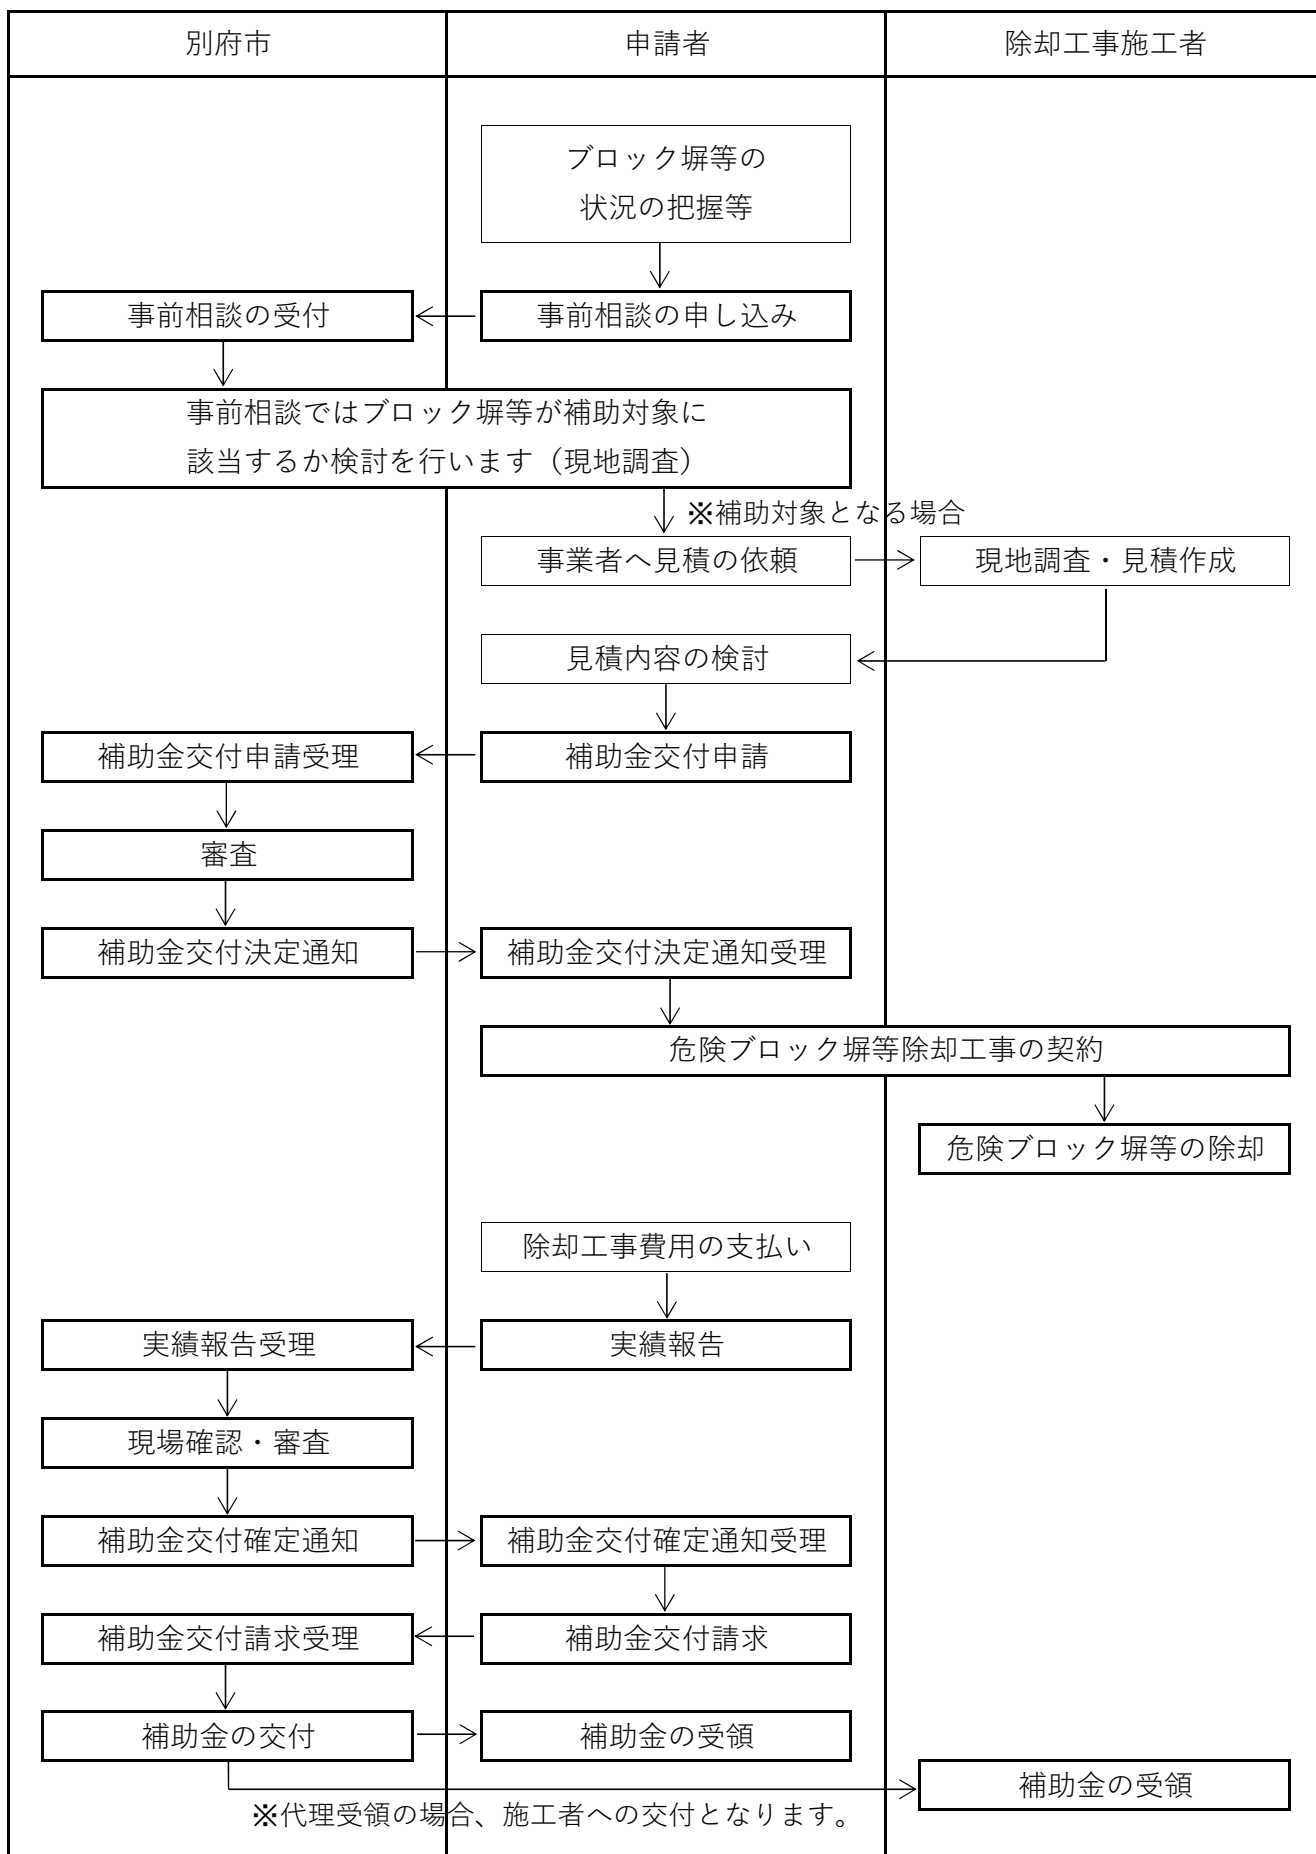 別府市
申請者
除却工事施工者
ブロック塀等の
状況の把握等
事前相談の受付
事前相談の申し込み
事前相談ではブロック塀等が補助対象に
該当するか検討を行います（現地調査）
※補助対象となる場合
事業者へ見積の依頼
現地調査・見積作成
見積内容の検討
補助金交付申請受理
補助金交付申請
審査
補助金交付決定通知
補助金交付決定通知受理
危険ブロック塀等除却工事の契約
危険ブロック塀等の除却
除却工事費用の支払い
実績報告受理
実績報告
現場確認・審査
補助金交付確定通知
補助金交付確定通知受理
補助金交付請求受理
補助金交付請求
補助金の交付
補助金の受領
補助金の受領
※代理受領の場合、施工者への交付となります。